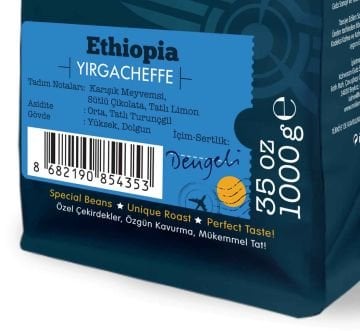 Ethiopia
YIRGACHEFFE
Tadım Notaları: Karışık Meyvemsi,
Sütlü Çikolata, Tatlı Limon
Asidite : Orta, Tatlı Turunçgil
Gövde : Yüksek, Dolgun
İçim-Sertlik:
Dengeli
8 682190 854353
35 oz
1000g e
Special Beans ★ Unique Roast ★ Perfect Taste!
Özel Çekirdekler, Özgün Kavurma, Mükemmel Tat!